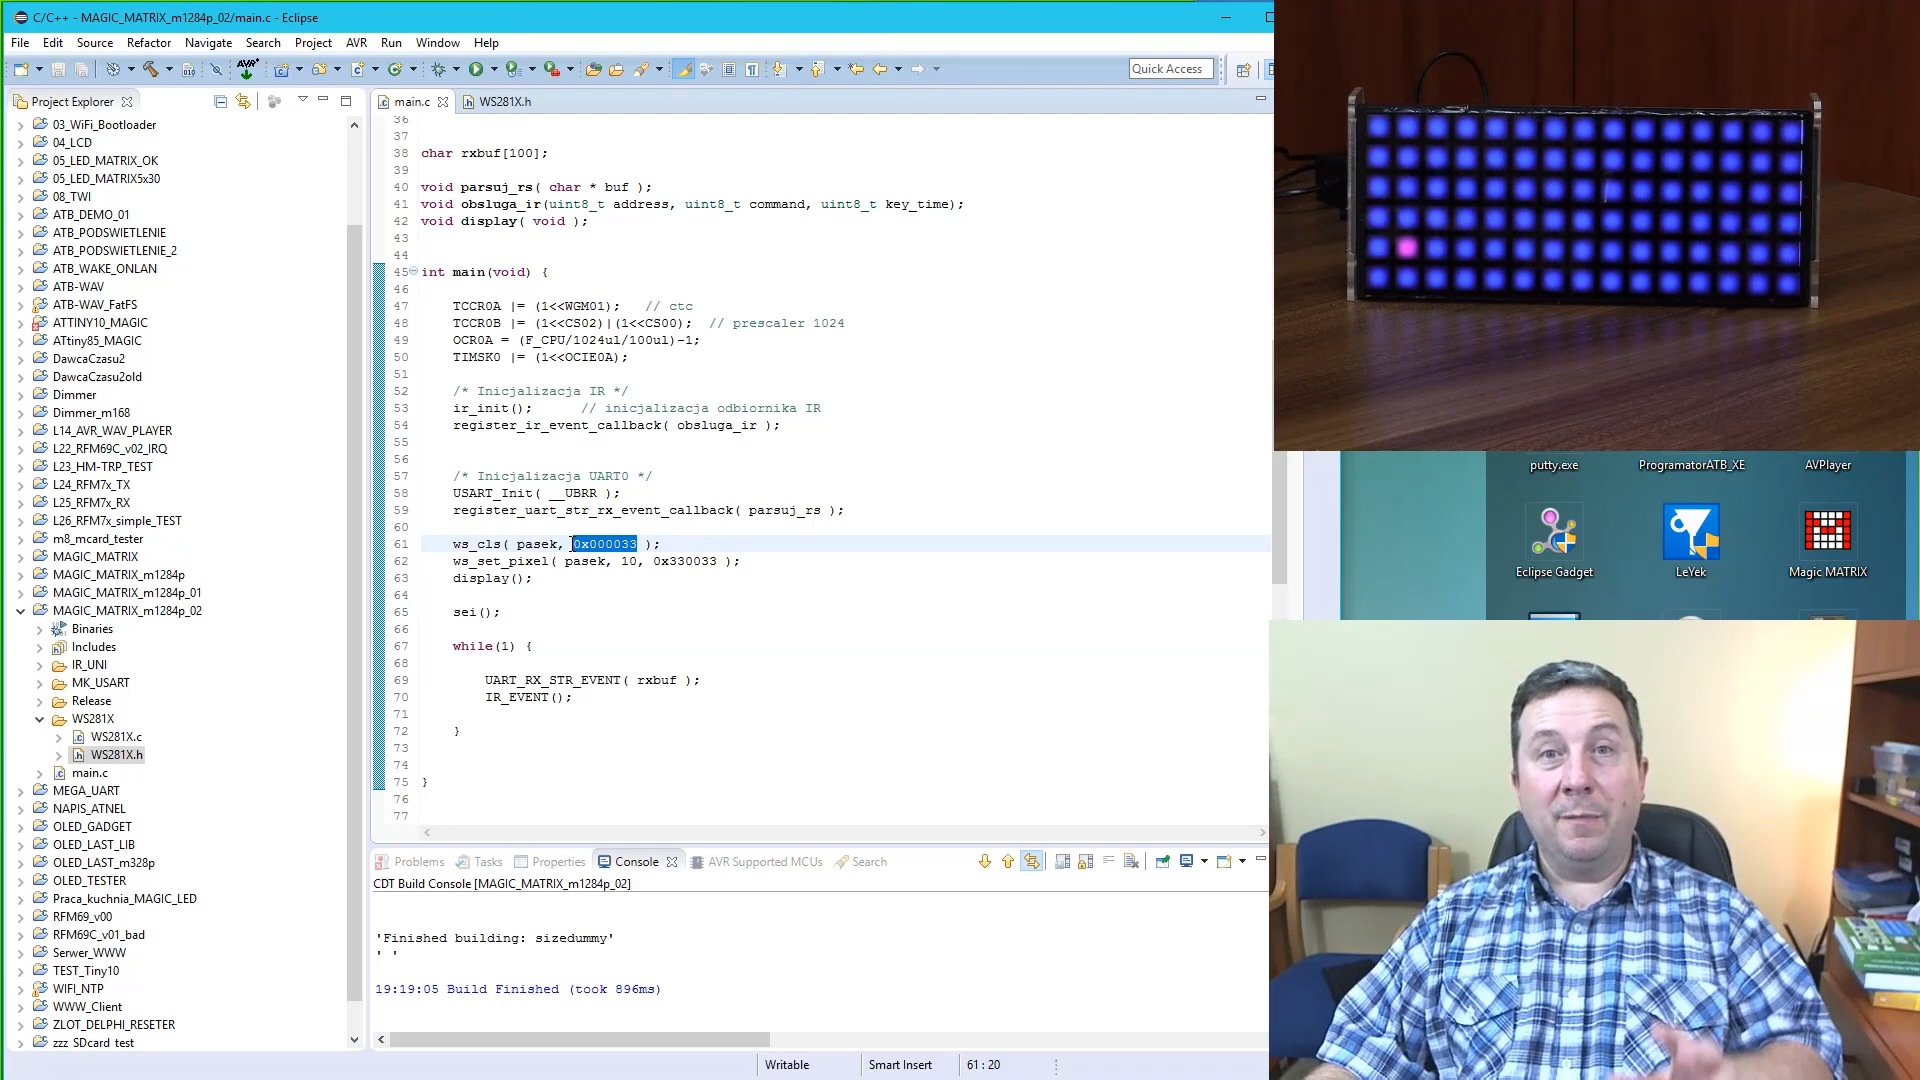 C/C++ - MAGIC_MATRIX_m1284p_02/main.c - Eclipse
File Edit Source Refactor Navigate Search Project AVR Run Window Help
Quick Access
Project Explorer
03_WiFi_Bootloader
04_LCD
05_LED_MATRIX_OK
05_LED_MATRIX5x30
08_TWI
ATB_DEMO_01
ATB_PODSWIETLENIE
ATB_PODSWIETLENIE_2
ATB_WAKE_ONLAN
ATB-WAV
ATB-WAV_FatFS
ATTINY10_MAGIC
ATtiny85_MAGIC
DawcaCzasu2
DawcaCzasu2old
Dimmer
Dimmer_m168
L14_AVR_WAV_PLAYER
L22_RFM69C_v02_IRQ
L23_HM-TRP_TEST
L24_RFM7x_TX
L25_RFM7x_RX
L26_RFM7x_simple_TEST
m8_mcard_tester
MAGIC_MATRIX
MAGIC_MATRIX_m1284p
MAGIC_MATRIX_m1284p_01
MAGIC_MATRIX_m1284p_02
Binaries
Includes
IR_UNI
MK_USART
Release
WS281X
WS281X.c
WS281X.h
main.c
MEGA_UART
NAPIS_ATNEL
OLED_GADGET
OLED_LAST_LIB
OLED_LAST_m328p
OLED_TESTER
Praca_kuchnia_MAGIC_LED
RFM69_v00
RFM69C_v01_bad
Serwer_WWW
TEST_Tiny10
WIFI_NTP
WWW_Client
ZLOT_DELPHI_RESETER
zzz_SDcard_test
main.c WS281X.h
36
37
38 char rxbuf[100];
39
40 void parsuj_rs( char * buf );
41 void obsluga_ir(uint8_t address, uint8_t command, uint8_t key_time);
42 void display( void );
43
44
45 int main(void) {
46
47 TCCR0A |= (1<<WGM01); // ctc
48 TCCR0B |= (1<<CS02)|(1<<CS00); // prescaler 1024
49 OCR0A = (F_CPU/1024ul/100ul)-1;
50 TIMSK0 |= (1<<OCIE0A);
51
52 /* Inicjalizacja IR */
53 ir_init(); // inicjalizacja odbiornika IR
54 register_ir_event_callback( obsluga_ir );
55
56
57 /* Inicjalizacja UART0 */
58 USART_Init( __UBRR );
59 register_uart_str_rx_event_callback( parsuj_rs );
60
61 ws_cls( pasek, 0x000033 );
62 ws_set_pixel( pasek, 10, 0x330033 );
63 display();
64
65 sei();
66
67 while(1) {
68
69 UART_RX_STR_EVENT( rxbuf );
70 IR_EVENT();
71
72 }
73
74
75 }
76
77
Problems Tasks Properties Console AVR Supported MCUs Search
CDT Build Console [MAGIC_MATRIX_m1284p_02]
'Finished building: sizedummy'
' '
19:19:05 Build Finished (took 896ms)
Writable Smart Insert 61 : 20
putty.exe ProgramatorATB_XE AVPlayer
Eclipse Gadget LeYek Magic MATRIX